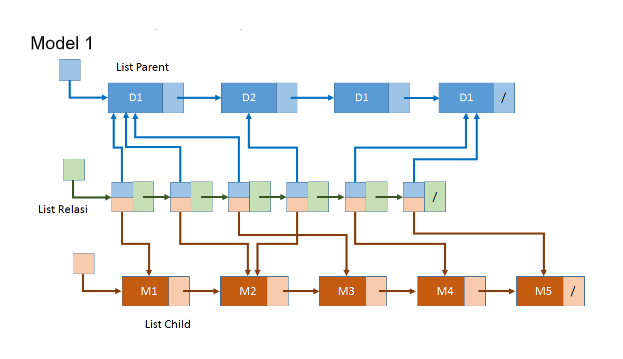 Model 1
List Parent
D1 D2 D1 D1 /
List Relasi
/
M1 M2 M3 M4 M5 /
List Child